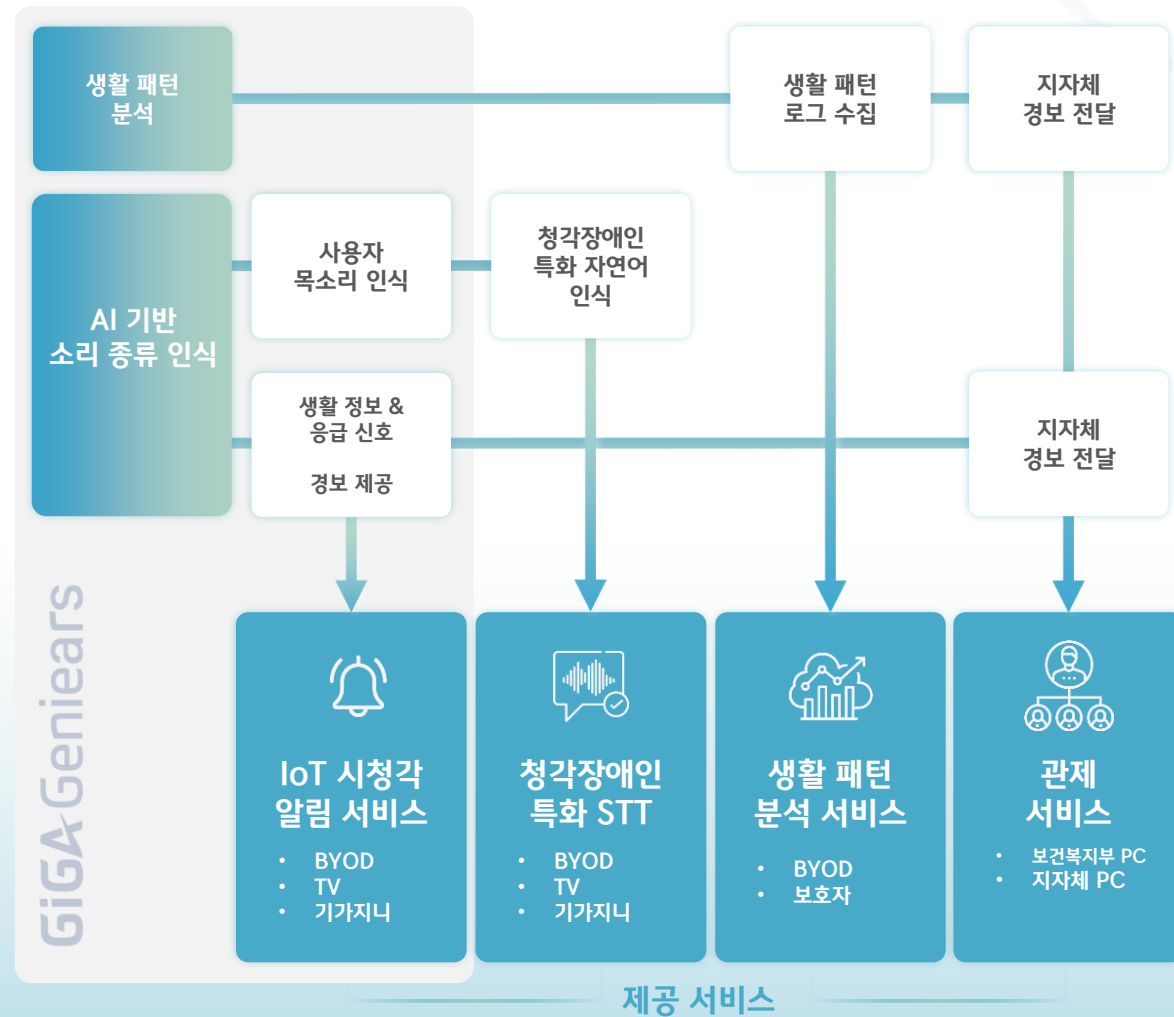 생활 패턴
분석
생활 패턴
로그 수집
지자체
경보 전달
AI 기반
소리 종류 인식
사용자
목소리 인식
청각장애인
특화 자연어
인식
생활 정보 &
응급 신호
경보 제공
지자체
경보 전달
GiGA Geniears
IoT 시청각
알림 서비스
• BYOD
• TV
• 기가지니
청각장애인
특화 STT
• BYOD
• TV
• 기가지니
생활 패턴
분석 서비스
• BYOD
• 보호자
관제
서비스
• 보건복지부 PC
• 지자체 PC
제공 서비스